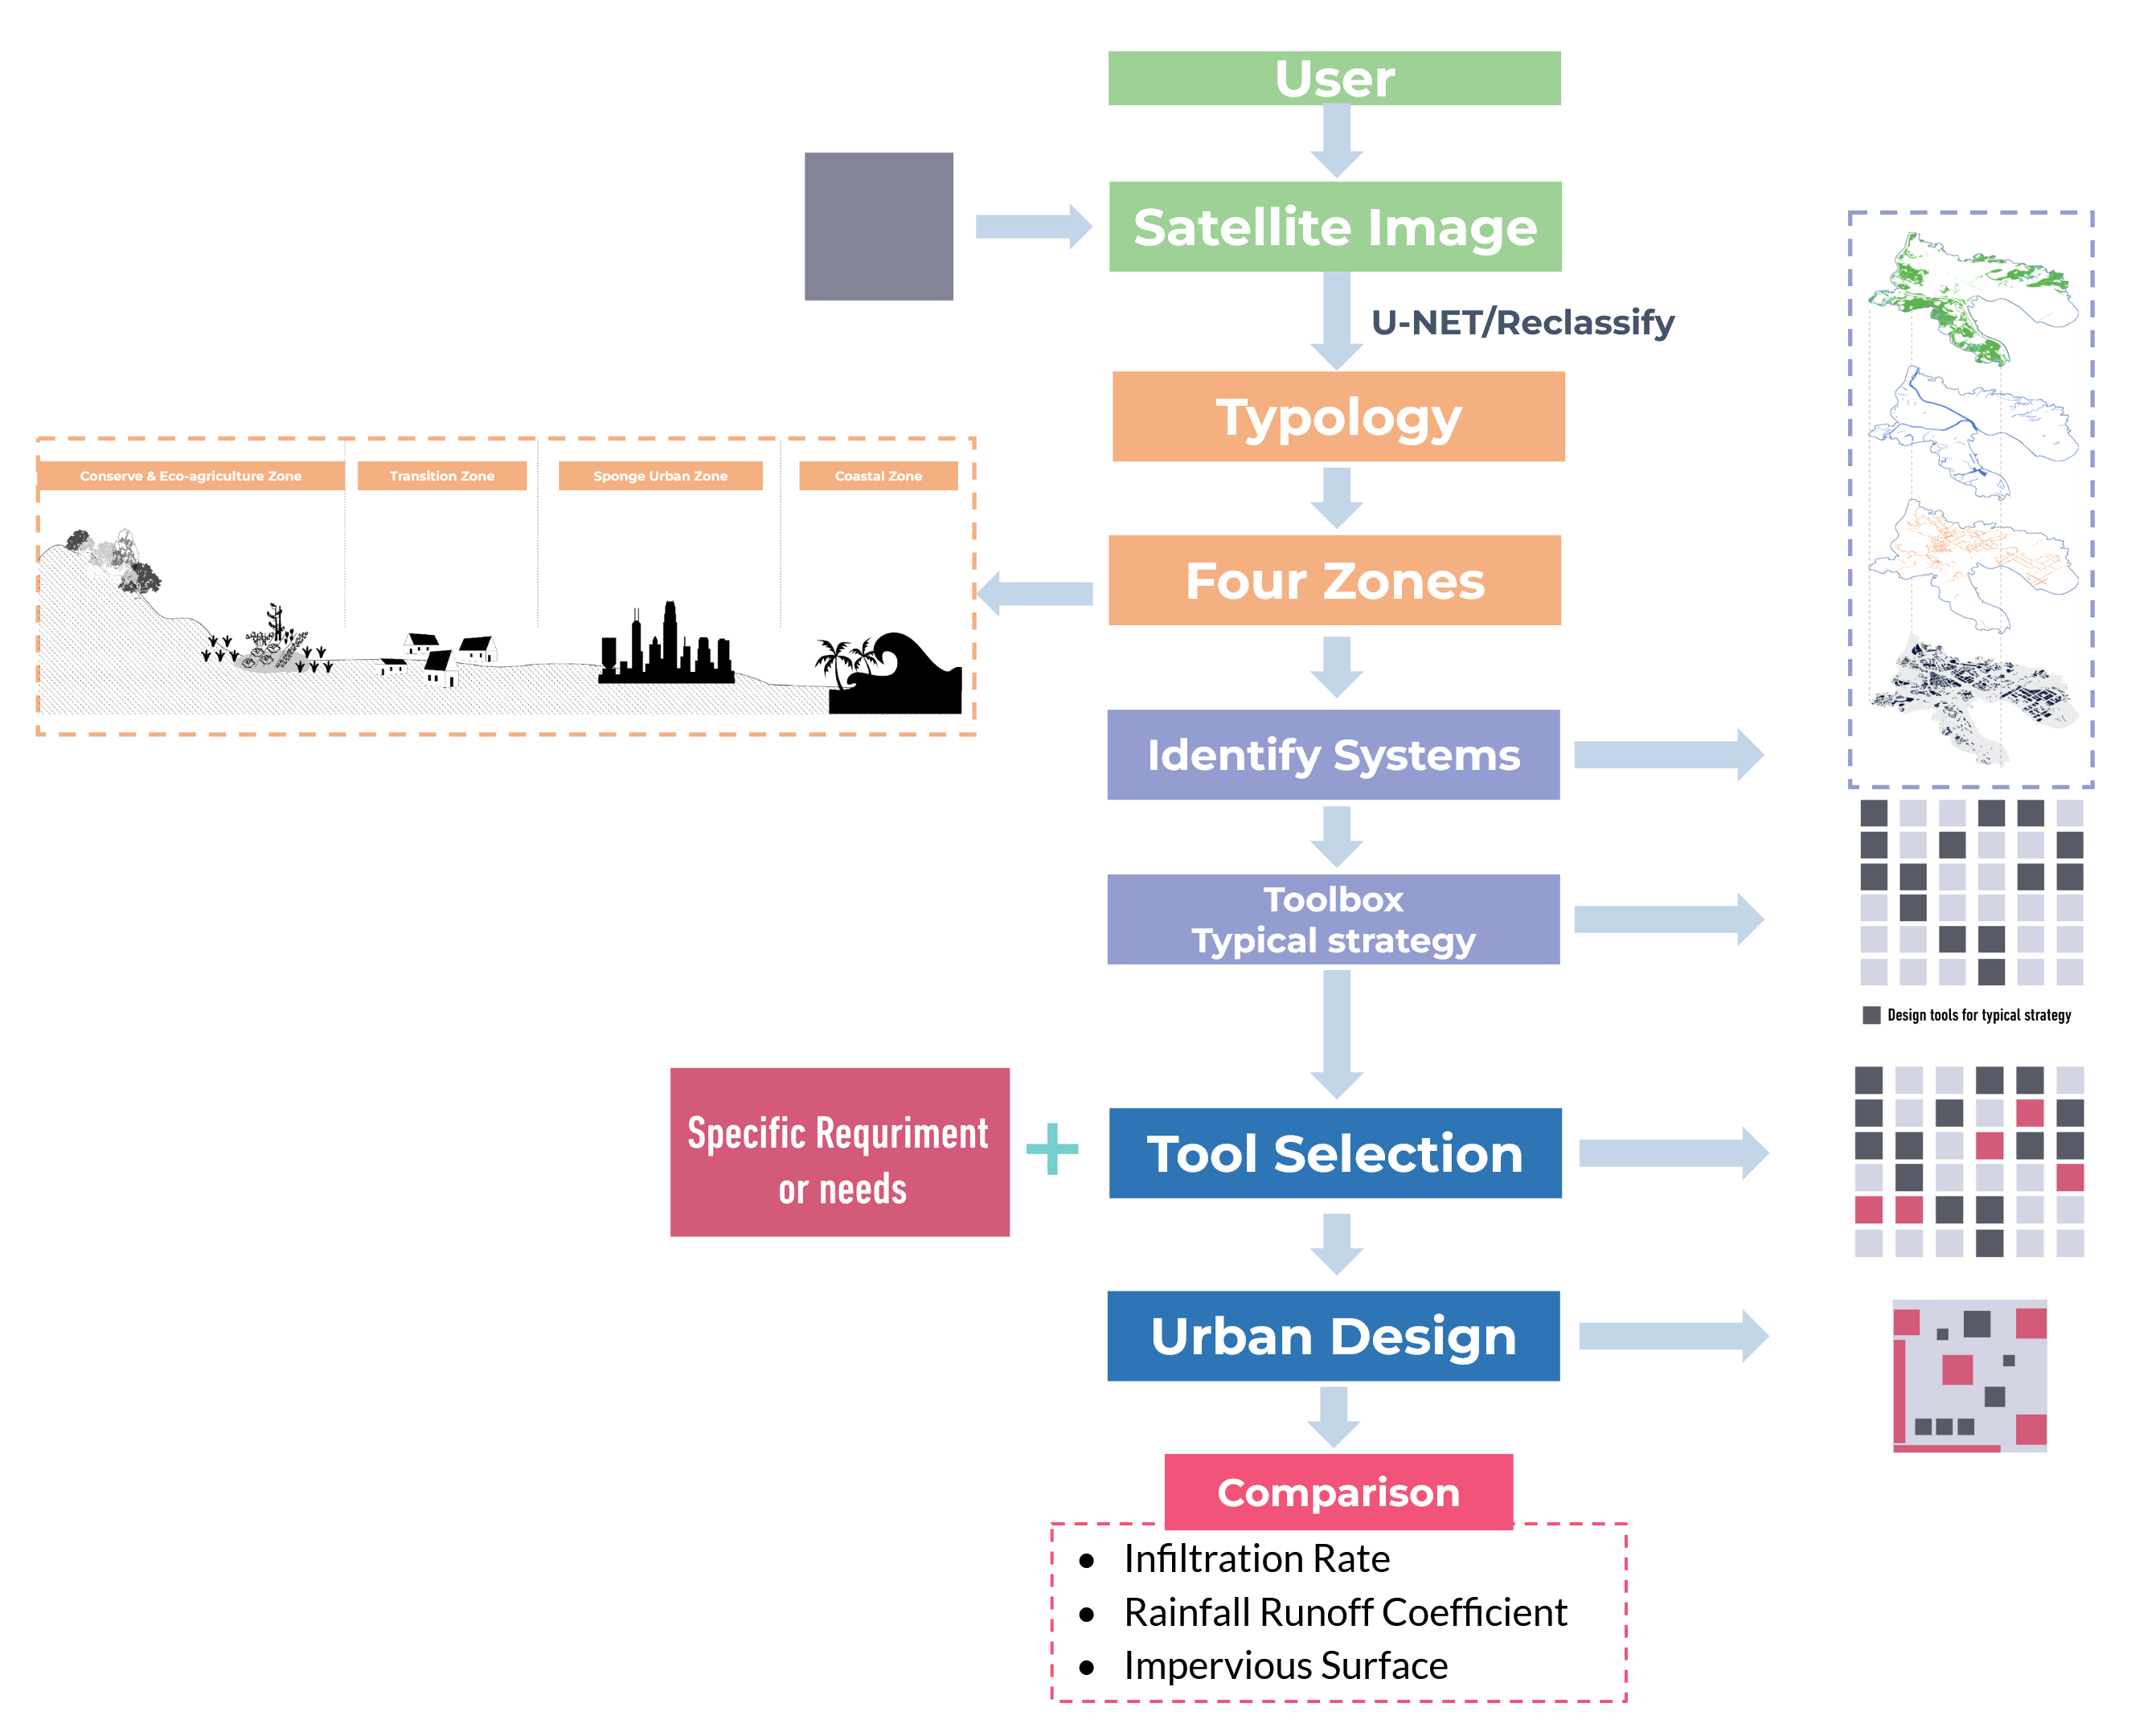 User
Satellite Image
U-NET/Reclassify
Typology
Conserve & Eco-agriculture Zone
Transition Zone
Sponge Urban Zone
Coastal Zone
Four Zones
Identify Systems
Toolbox
Typical strategy
Design tools for typical strategy
Specific Requriment
or needs
+
Tool Selection
Urban Design
Comparison
• Infiltration Rate
• Rainfall Runoff Coefficient
• Impervious Surface